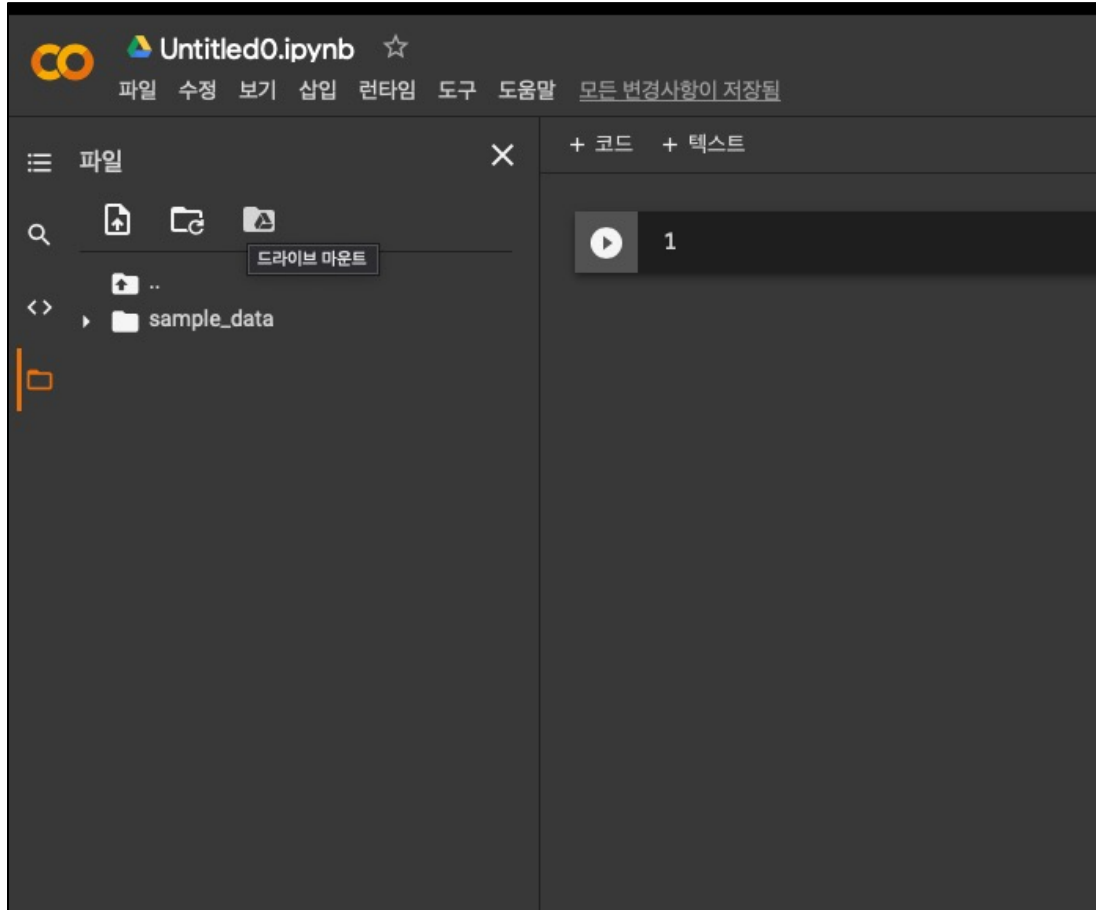 Untitled0.ipynb
파일 수정 보기 삽입 런타임 도구 도움말 모든 변경사항이 저장됨
파일
+ 코드 + 텍스트
드라이브 마운트
1
..
sample_data